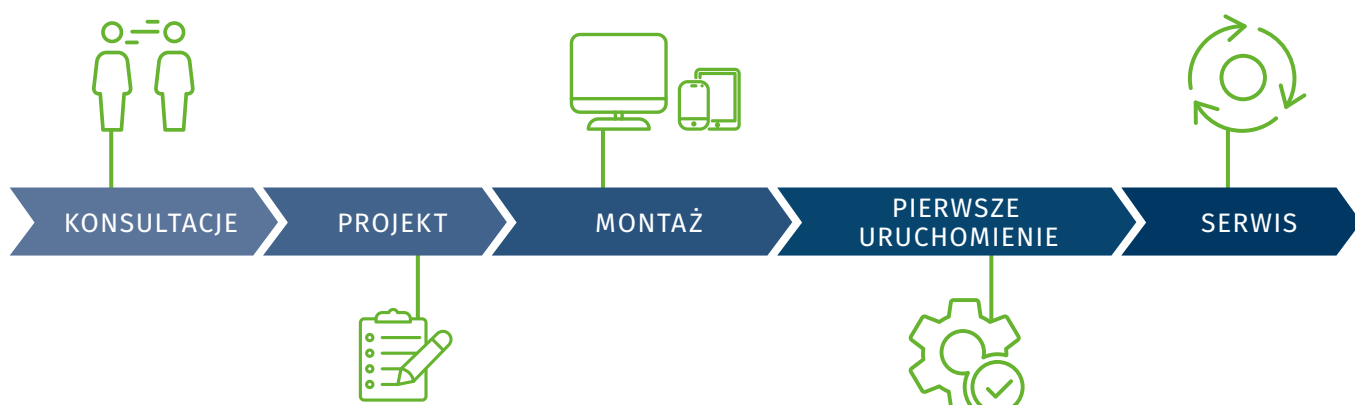 KONSULTACJE
PROJEKT
MONTAŻ
PIERWSZE
URUCHOMIENIE
SERWIS